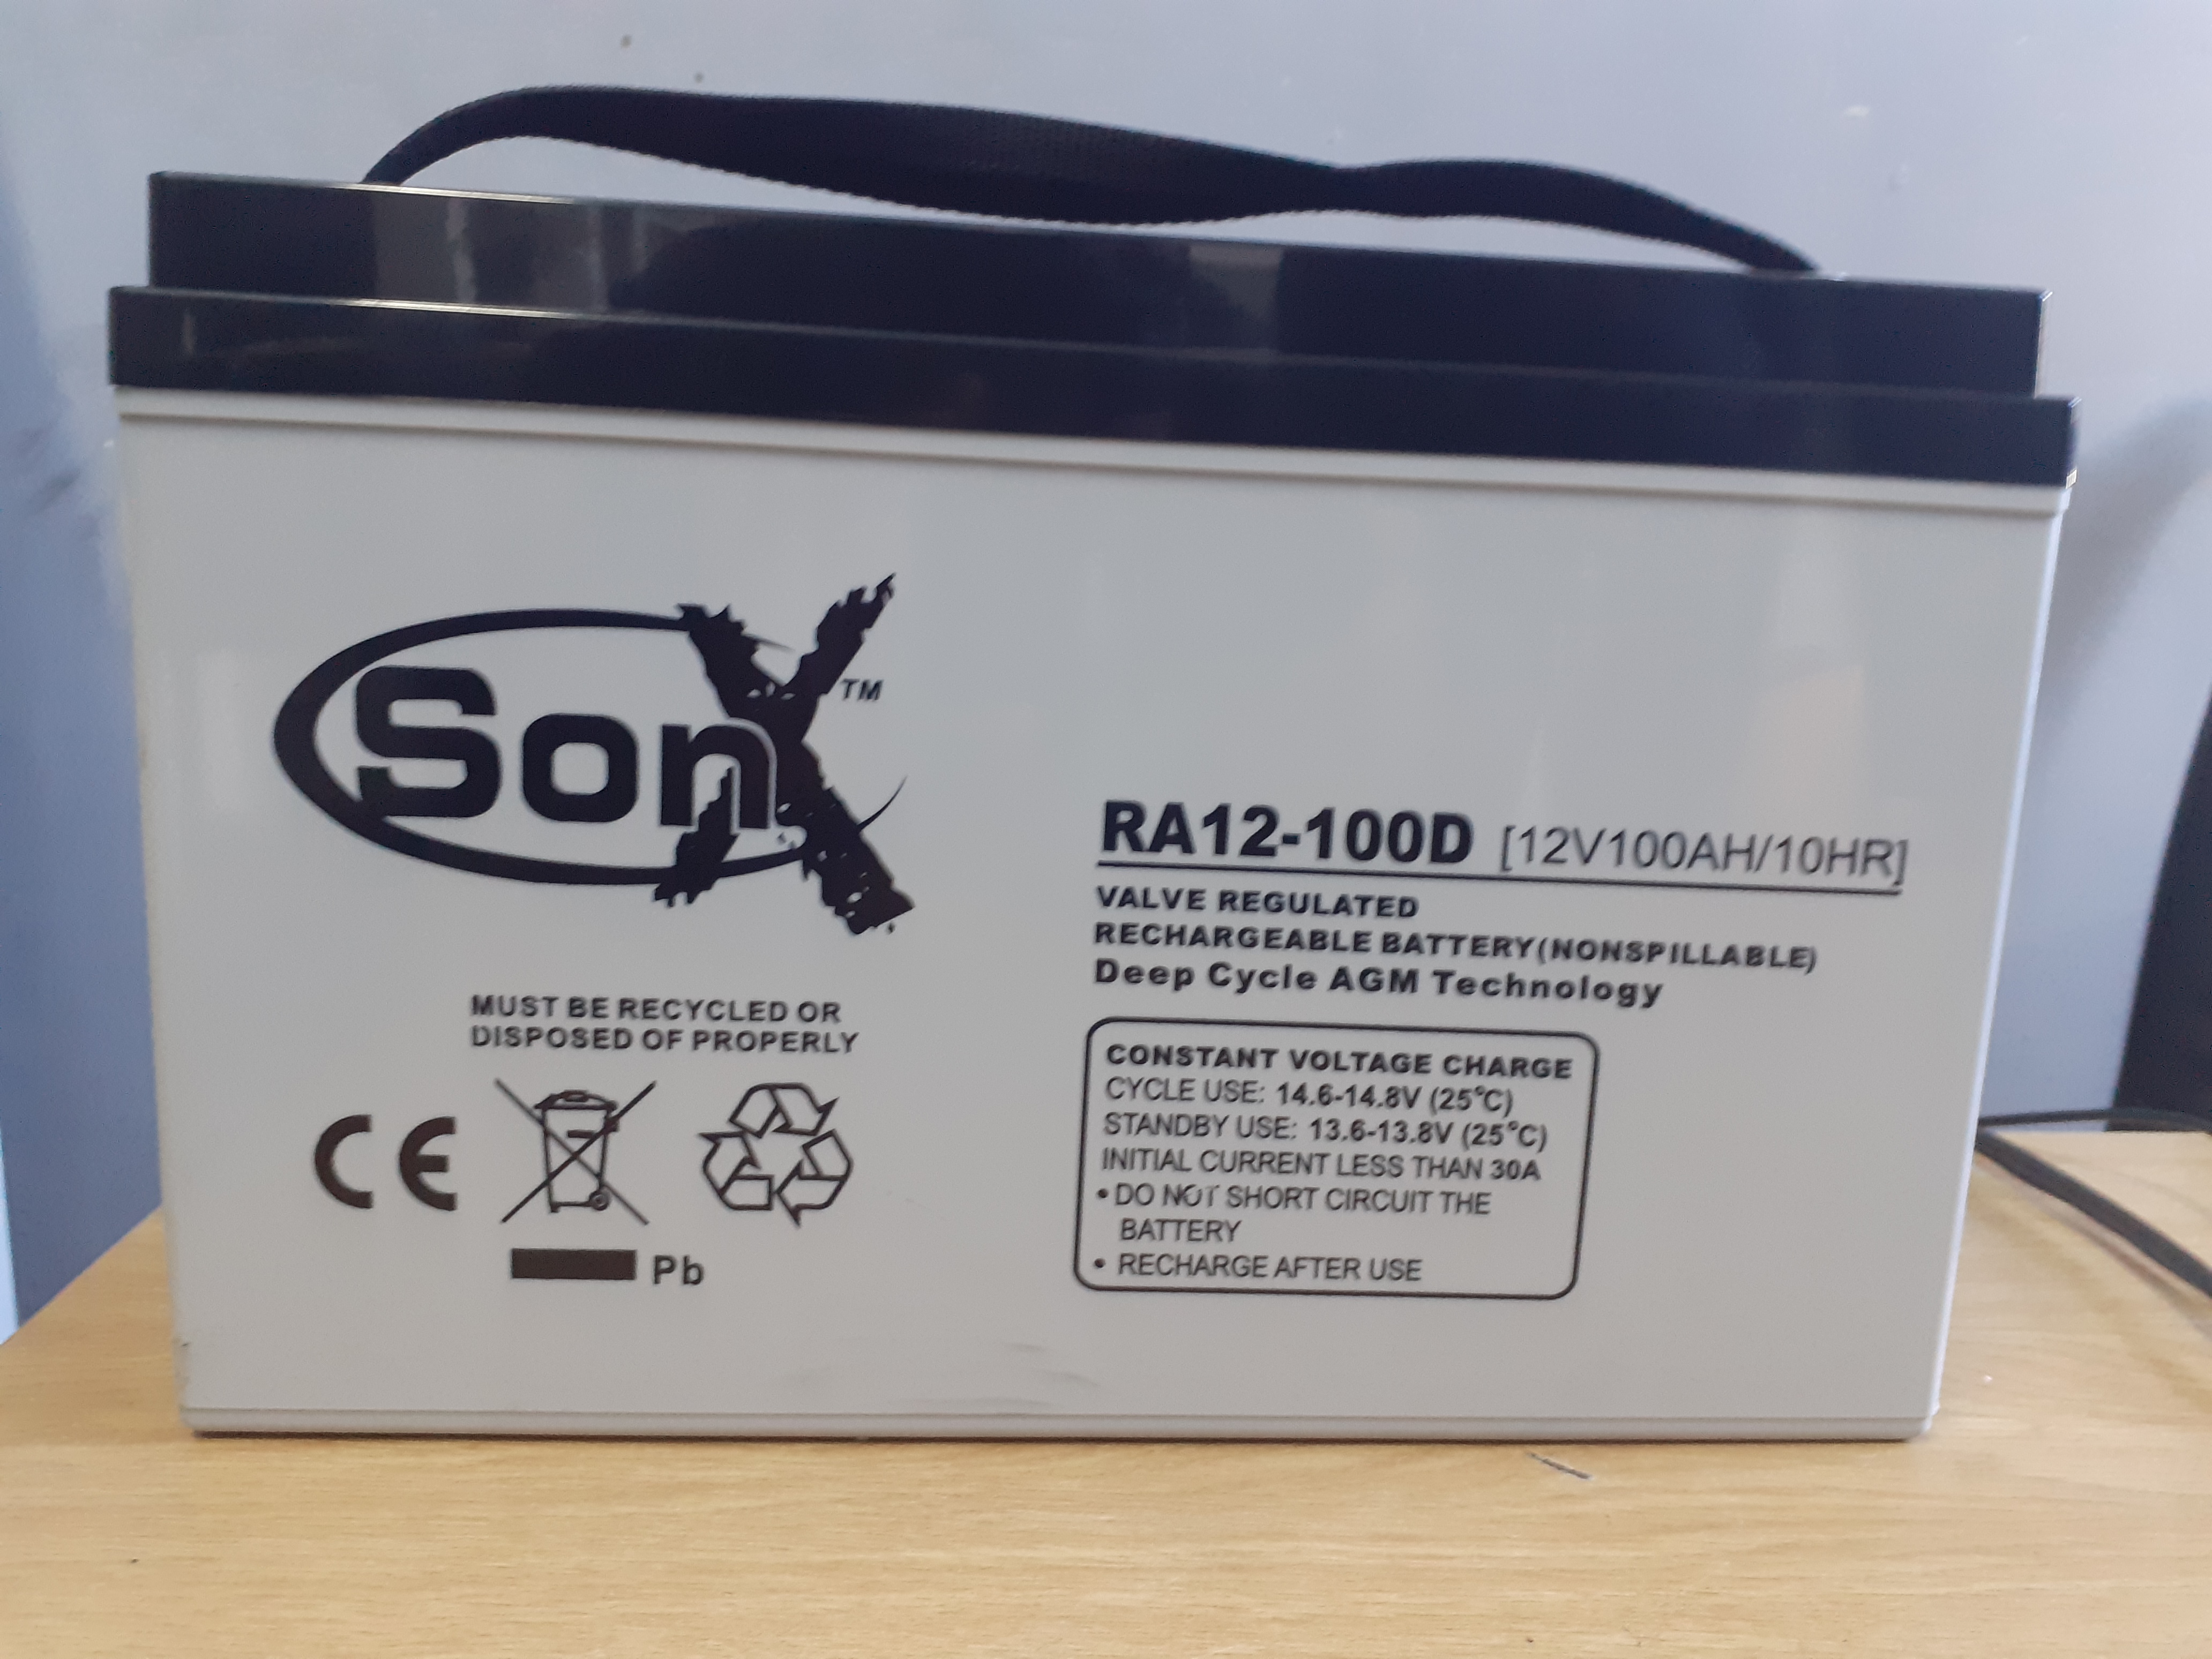 SonX™
MUST BE RECYCLED OR
DISPOSED OF PROPERLY
CE
Pb
RA12-100D [12V100AH/10HR]
VALVE REGULATED
RECHARGEABLE BATTERY(NONSPILLABLE)
Deep Cycle AGM Technology
CONSTANT VOLTAGE CHARGE
CYCLE USE: 14.6-14.8V (25°C)
STANDBY USE: 13.6-13.8V (25°C)
INITIAL CURRENT LESS THAN 30A
• DO NOT SHORT CIRCUIT THE
BATTERY
• RECHARGE AFTER USE